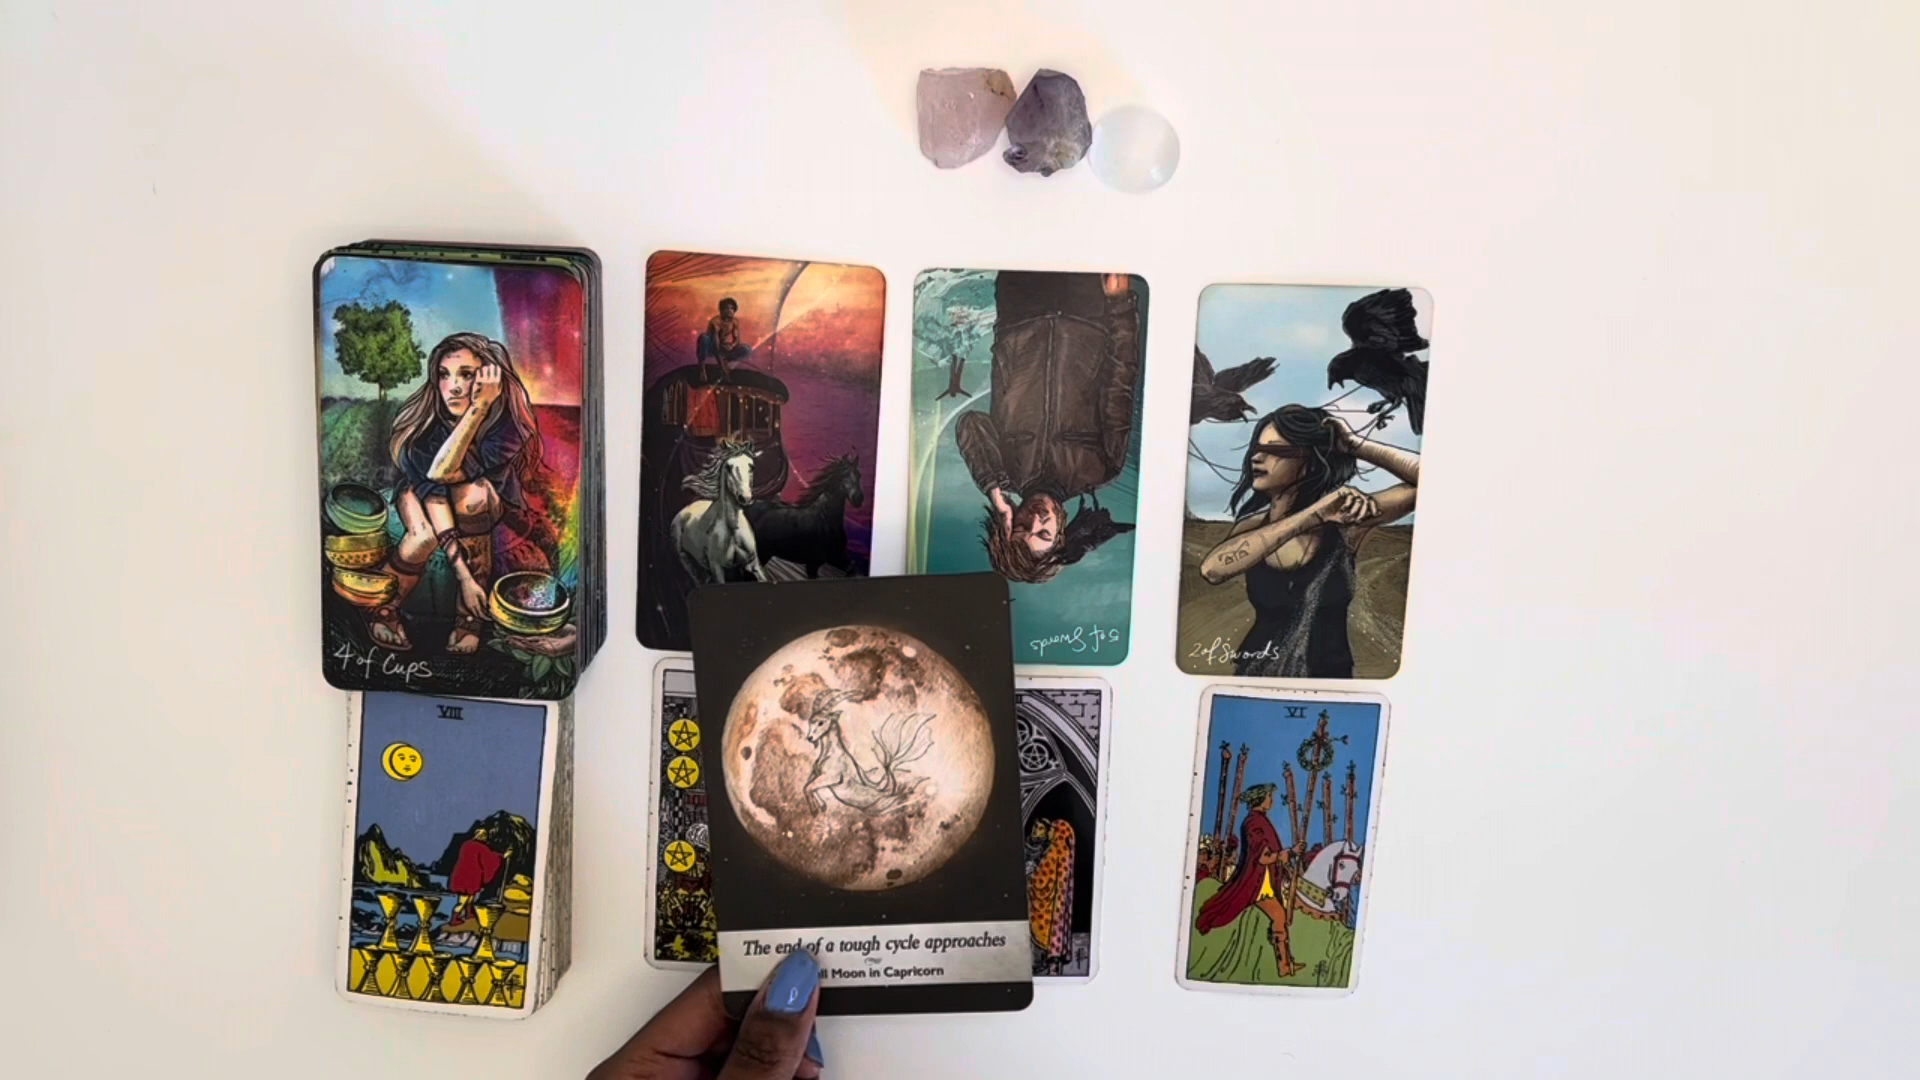 4 of Cups
5 of Swords
2 of Swords
VIII
VI
The end of a tough cycle approaches
Moon in Capricorn